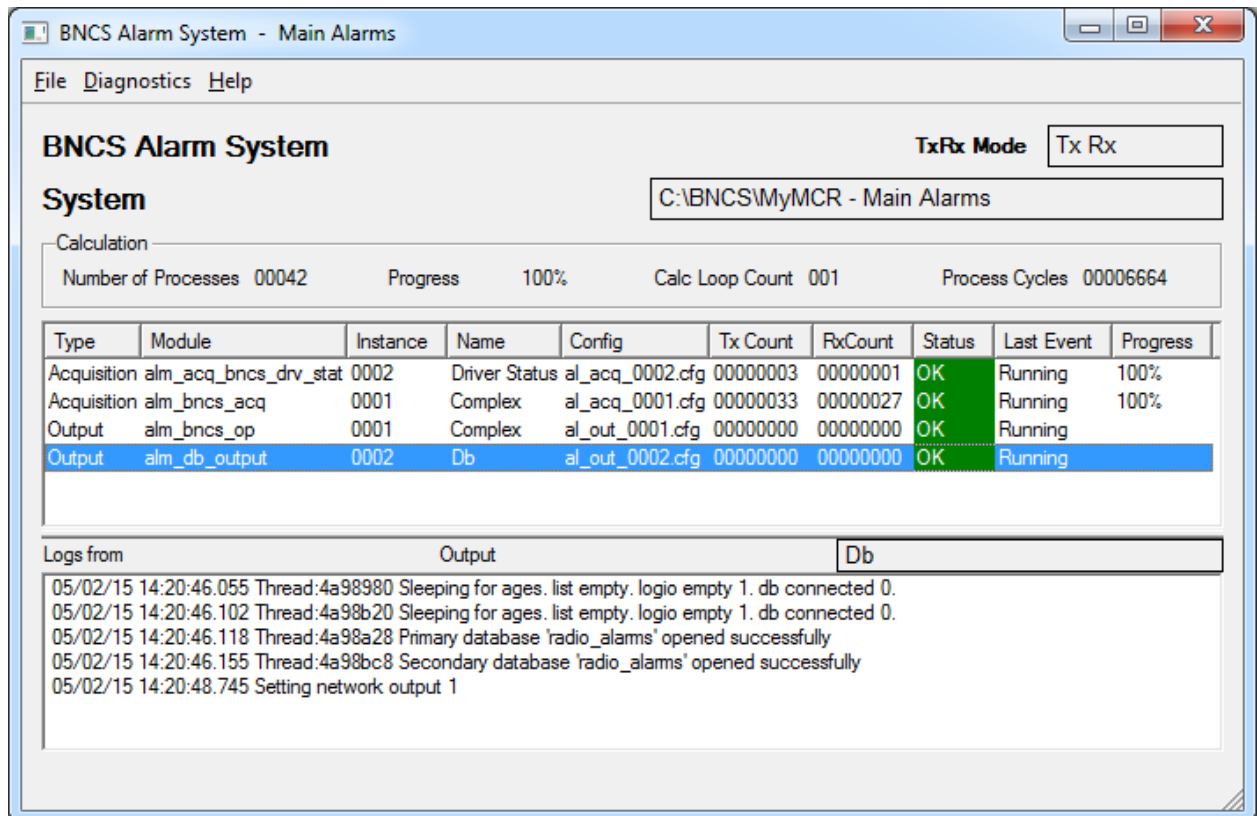 BNCS Alarm System - Main Alarms
File Diagnostics Help
BNCS Alarm System TxRx Mode Tx Rx
System C:\BNCS\MyMCR - Main Alarms
Calculation
Number of Processes 00042 Progress 100% Calc Loop Count 001 Process Cycles 00006664
Type Module Instance Name Config Tx Count RxCount Status Last Event Progress
Acquisition alm_acq_bncs_drv_stat 0002 Driver Status al_acq_0002.cfg 00000003 00000001 OK Running 100%
Acquisition alm_bncs_acq 0001 Complex al_acq_0001.cfg 00000033 00000027 OK Running 100%
Output alm_bncs_op 0001 Complex al_out_0001.cfg 00000000 00000000 OK Running
Output alm_db_output 0002 Db al_out_0002.cfg 00000000 00000000 OK Running
Logs from Output Db
05/02/15 14:20:46.055 Thread:4a98980 Sleeping for ages. list empty. logio empty 1. db connected 0.
05/02/15 14:20:46.102 Thread:4a98b20 Sleeping for ages. list empty. logio empty 1. db connected 0.
05/02/15 14:20:46.118 Thread:4a98a28 Primary database 'radio_alarms' opened successfully
05/02/15 14:20:46.155 Thread:4a98bc8 Secondary database 'radio_alarms' opened successfully
05/02/15 14:20:48.745 Setting network output 1